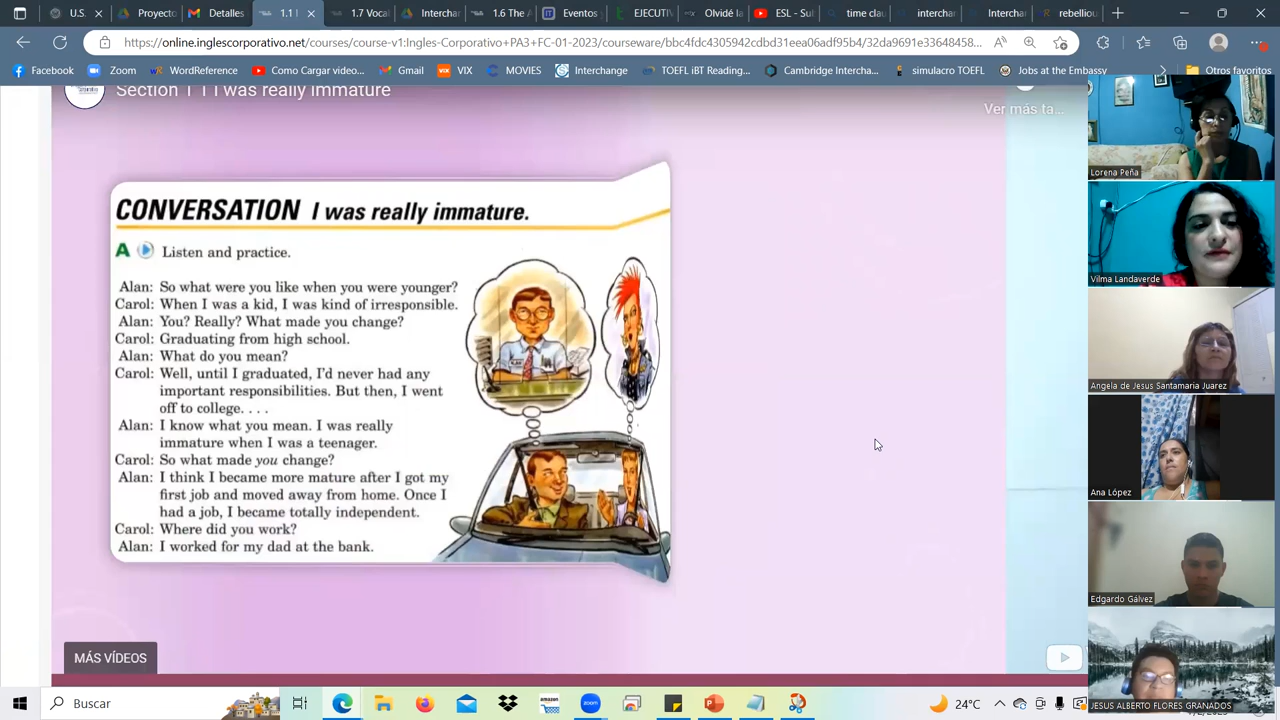 U.S.
Proyecto
Detalles
1.1
1.7 Vocal
Interchar
1.6 The A
Eventos
EJECUTIV
Olvidé la
ESL - Sul
time clau
interchar
Interchar
rebelliou
https://online.inglescorporativo.net/courses/course-v1:Ingles-Corporativo+PA3+FC-01-2023/courseware/bbc4fdc4305942cdbd31eea06adf95b4/32da9691e33648458...
Facebook
Zoom
WordReference
Como Cargar video...
Gmail
VIX
MOVIES
Interchange
TOEFL iBT Reading...
Cambridge Intercha...
simulacro TOEFL
Jobs at the Embassy
Otros favoritos
Section 1 1 I was really immature
Ver más ta...
CONVERSATION I was really immature.
A Listen and practice.
Alan: So what were you like when you were younger?
Carol: When I was a kid, I was kind of irresponsible.
Alan: You? Really? What made you change?
Carol: Graduating from high school.
Alan: What do you mean?
Carol: Well, until I graduated, I'd never had any
important responsibilities. But then, I went
off to college. . . .
Alan: I know what you mean. I was really
immature when I was a teenager.
Carol: So what made you change?
Alan: I think I became more mature after I got my
first job and moved away from home. Once I
had a job, I became totally independent.
Carol: Where did you work?
Alan: I worked for my dad at the bank.
MÁS VÍDEOS
Lorena Peña
Vilma Landaverde
Angela de Jesus Santamaria Juarez
Ana López
Edgardo Gálvez
JESUS ALBERTO FLORES GRANADOS
Buscar
24°C